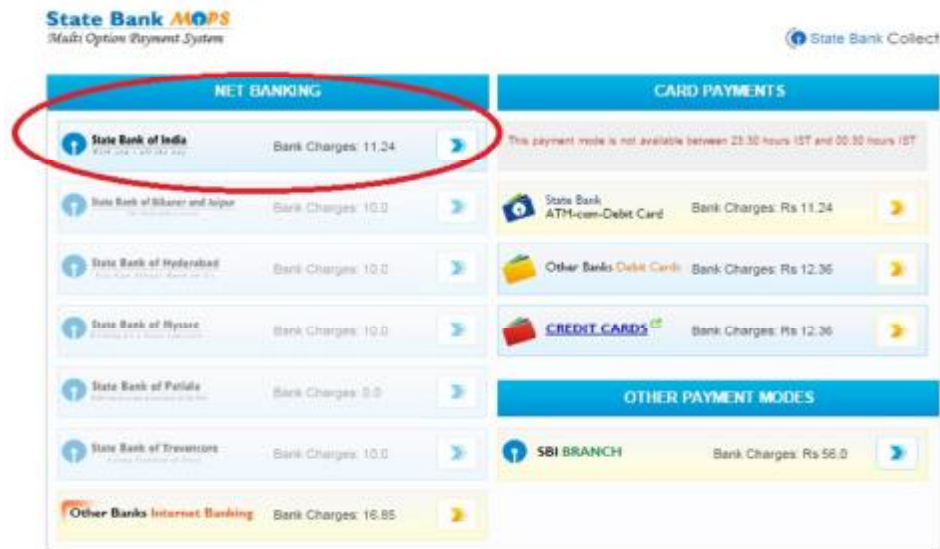 State Bank MOPS
Multi Option Payment System
State Bank Collect
NET BANKING
State Bank of India
Bank Charges: 11.24
State Bank of Bikaner and Jaipur
Bank Charges: 10.0
State Bank of Hyderabad
Bank Charges: 10.0
State Bank of Mysore
Bank Charges: 10.0
State Bank of Patiala
Bank Charges: 0.0
State Bank of Travancore
Bank Charges: 10.0
Other Banks Internet Banking
Bank Charges: 16.85
CARD PAYMENTS
This payment mode is not available between 23:30 hours IST and 00:30 hours IST
State Bank
ATM-cum-Debit Card
Bank Charges: Rs 11.24
Other Banks Debit Cards
Bank Charges: Rs 12.36
CREDIT CARDS
Bank Charges: Rs 12.36
OTHER PAYMENT MODES
SBI BRANCH
Bank Charges: Rs 56.0